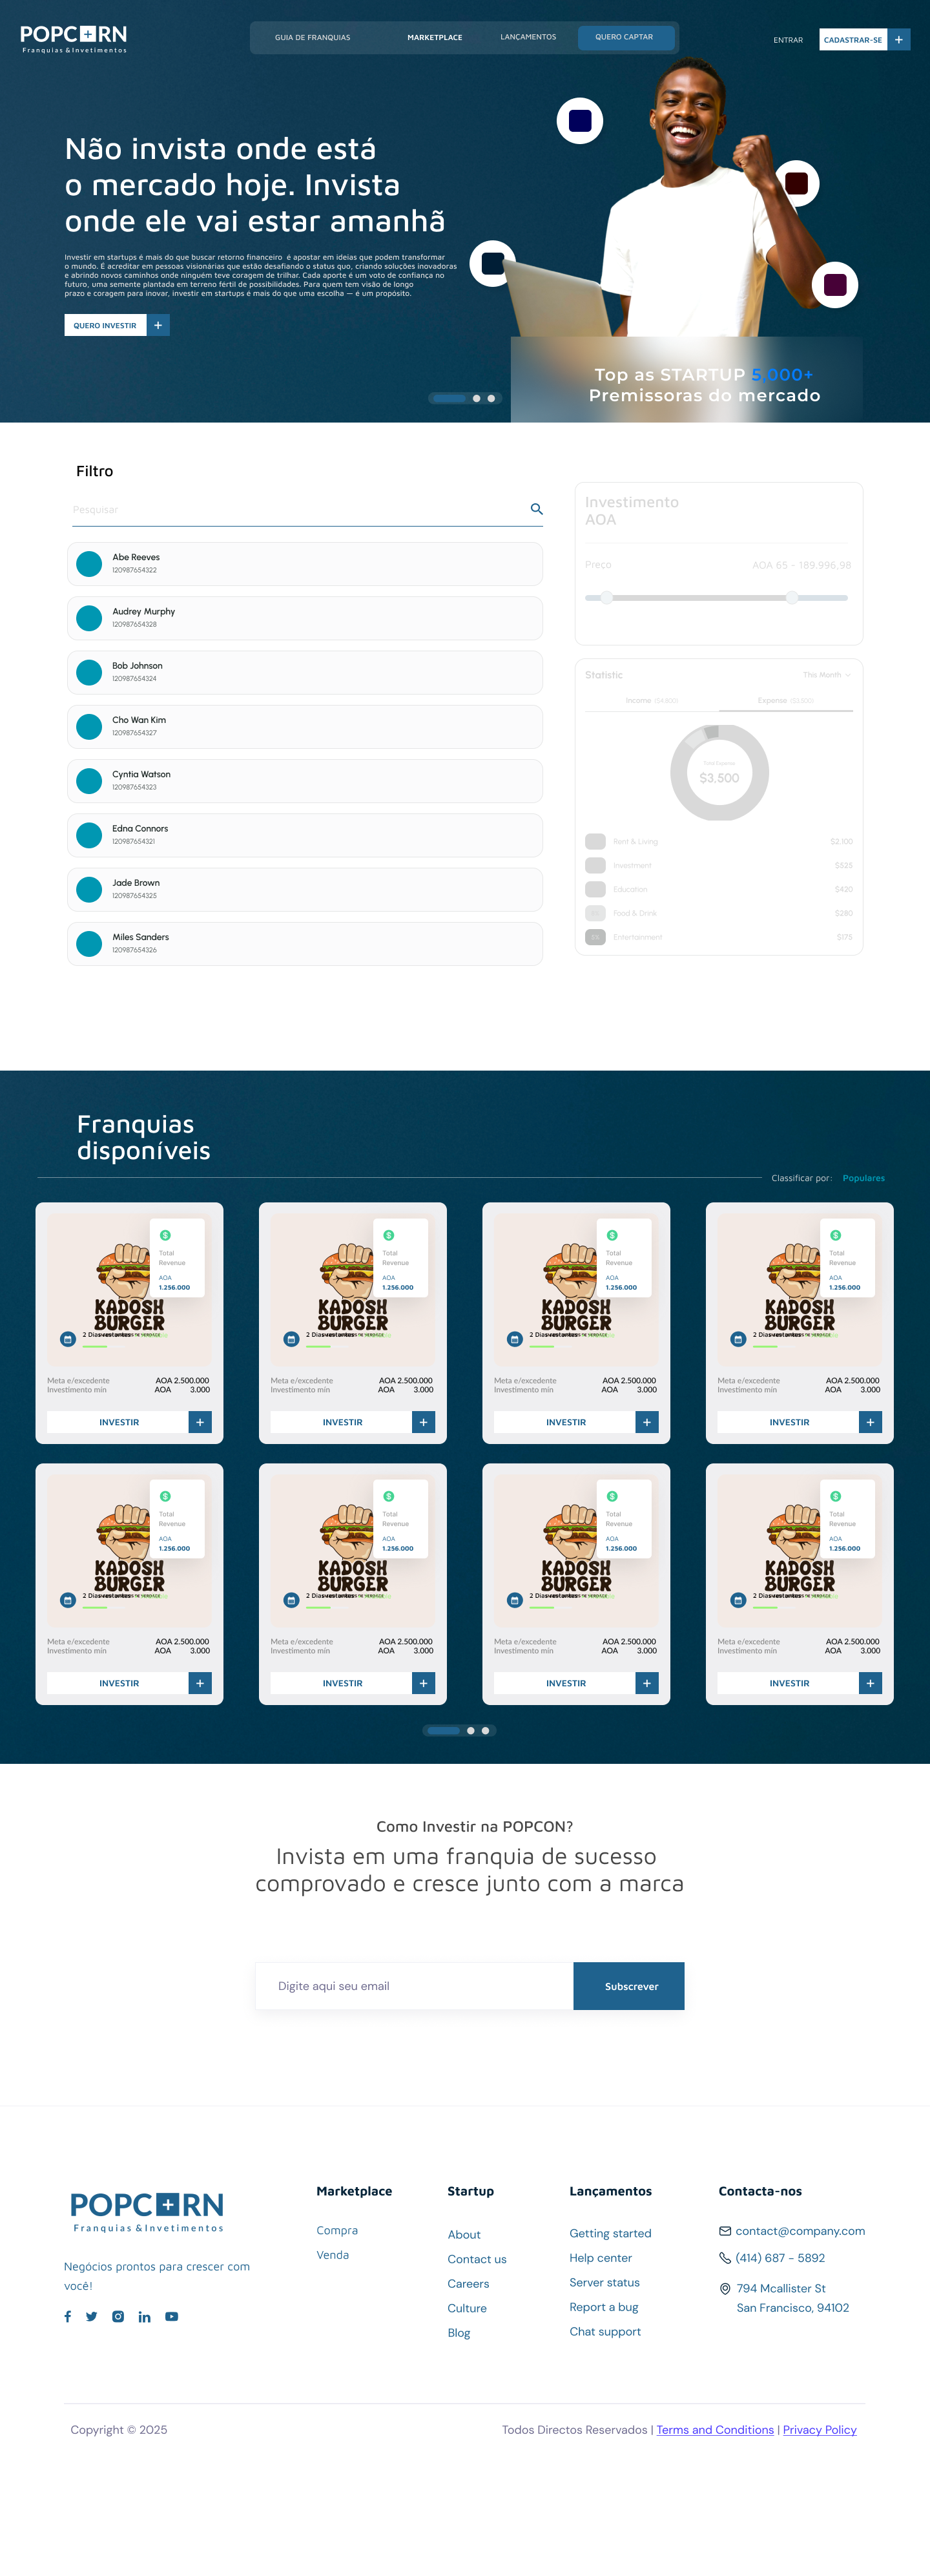 POPCORN
Franquias & Invetimentos
GUIA DE FRANQUIAS
MARKETPLACE
LANÇAMENTOS
QUERO CAPTAR
ENTRAR
CADASTRAR-SE
Não invista onde está
o mercado hoje. Invista
onde ele vai estar amanhã
Investir em startups é mais do que buscar retorno financeiro é apostar em ideias que podem transformar
o mundo. É acreditar em pessoas visionárias que estão desafiando o status quo, criando soluções inovadoras
e abrindo novos caminhos onde ninguém teve coragem de trilhar. Cada aporte é um voto de confiança no
futuro, uma semente plantada em terreno fértil de possibilidades. Para quem tem visão de longo
prazo e coragem para inovar, investir em startups é mais do que uma escolha — é um propósito.
QUERO INVESTIR
Top as STARTUP 5,000+
Premissoras do mercado
Filtro
Pesquisar
Abe Reeves
120987654322
Audrey Murphy
120987654328
Bob Johnson
120987654324
Cho Wan Kim
120987654327
Cyntia Watson
120987654323
Edna Connors
120987654321
Jade Brown
120987654325
Miles Sanders
120987654326
Investimento
AOA
Preço
AOA 65 - 189.996,98
Statistic
This Month
Income
Expense
Total Expense
$3,500
Rent & Living
$2,100
Investment
$525
Education
$420
Food & Drink
$280
Entertainment
$175
Franquias
disponíveis
Classificar por: Populares
Total
Revenue
AOA
1.256.000
KADOSH
BURGER
2 Dias restantes
Meta e/excedente AOA 2.500.000
Investimento min AOA 3.000
INVESTIR
Total
Revenue
AOA
1.256.000
KADOSH
BURGER
2 Dias restantes
Meta e/excedente AOA 2.500.000
Investimento min AOA 3.000
INVESTIR
Total
Revenue
AOA
1.256.000
KADOSH
BURGER
2 Dias restantes
Meta e/excedente AOA 2.500.000
Investimento min AOA 3.000
INVESTIR
Total
Revenue
AOA
1.256.000
KADOSH
BURGER
2 Dias restantes
Meta e/excedente AOA 2.500.000
Investimento min AOA 3.000
INVESTIR
Total
Revenue
AOA
1.256.000
KADOSH
BURGER
2 Dias restantes
Meta e/excedente AOA 2.500.000
Investimento min AOA 3.000
INVESTIR
Total
Revenue
AOA
1.256.000
KADOSH
BURGER
2 Dias restantes
Meta e/excedente AOA 2.500.000
Investimento min AOA 3.000
INVESTIR
Total
Revenue
AOA
1.256.000
KADOSH
BURGER
2 Dias restantes
Meta e/excedente AOA 2.500.000
Investimento min AOA 3.000
INVESTIR
Total
Revenue
AOA
1.256.000
KADOSH
BURGER
2 Dias restantes
Meta e/excedente AOA 2.500.000
Investimento min AOA 3.000
INVESTIR
Como Investir na POPCON?
Invista em uma franquia de sucesso
comprovado e cresce junto com a marca
Digite aqui seu email
Subscrever
POPCORN
Franquias & Invetimentos
Negócios prontos para crescer com
você!
Marketplace
Compra
Venda
Startup
About
Contact us
Careers
Culture
Blog
Lançamentos
Getting started
Help center
Server status
Report a bug
Chat support
Contacta-nos
contact@company.com
(414) 687 - 5892
794 Mcallister St
San Francisco, 94102
Copyright © 2025
Todos Directos Reservados | Terms and Conditions | Privacy Policy